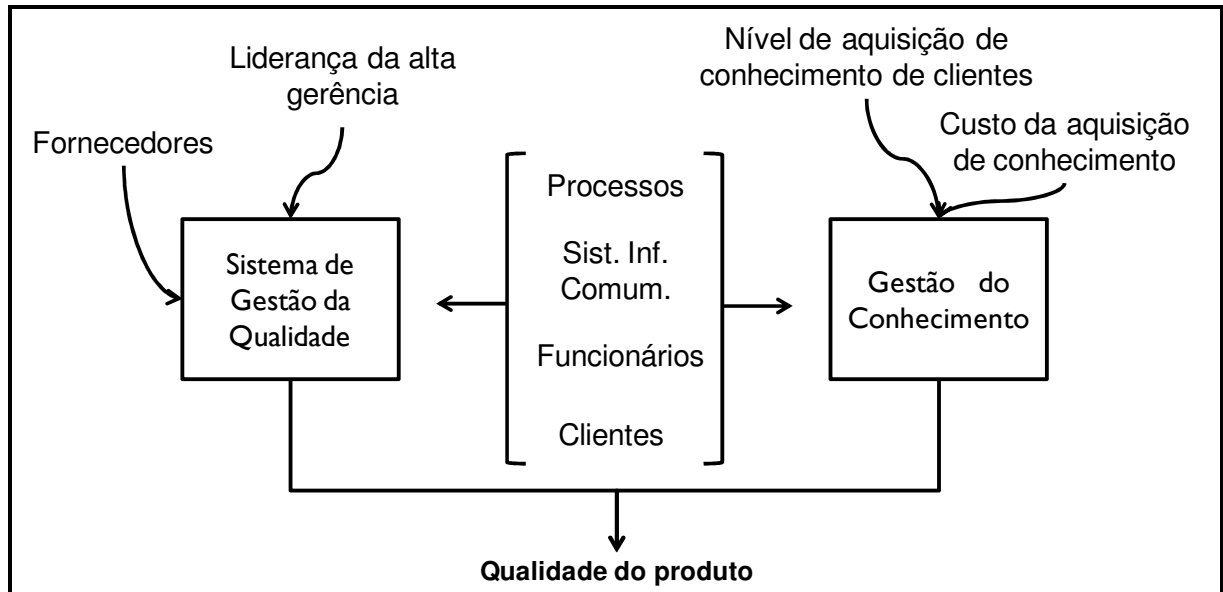 Liderança da alta
gerência
Fornecedores
Nível de aquisição de
conhecimento de clientes
Custo da aquisição
de conhecimento
Sistema de
Gestão da
Qualidade
Processos
Sist. Inf.
Comum.
Funcionários
Clientes
Gestão do
Conhecimento
Qualidade do produto